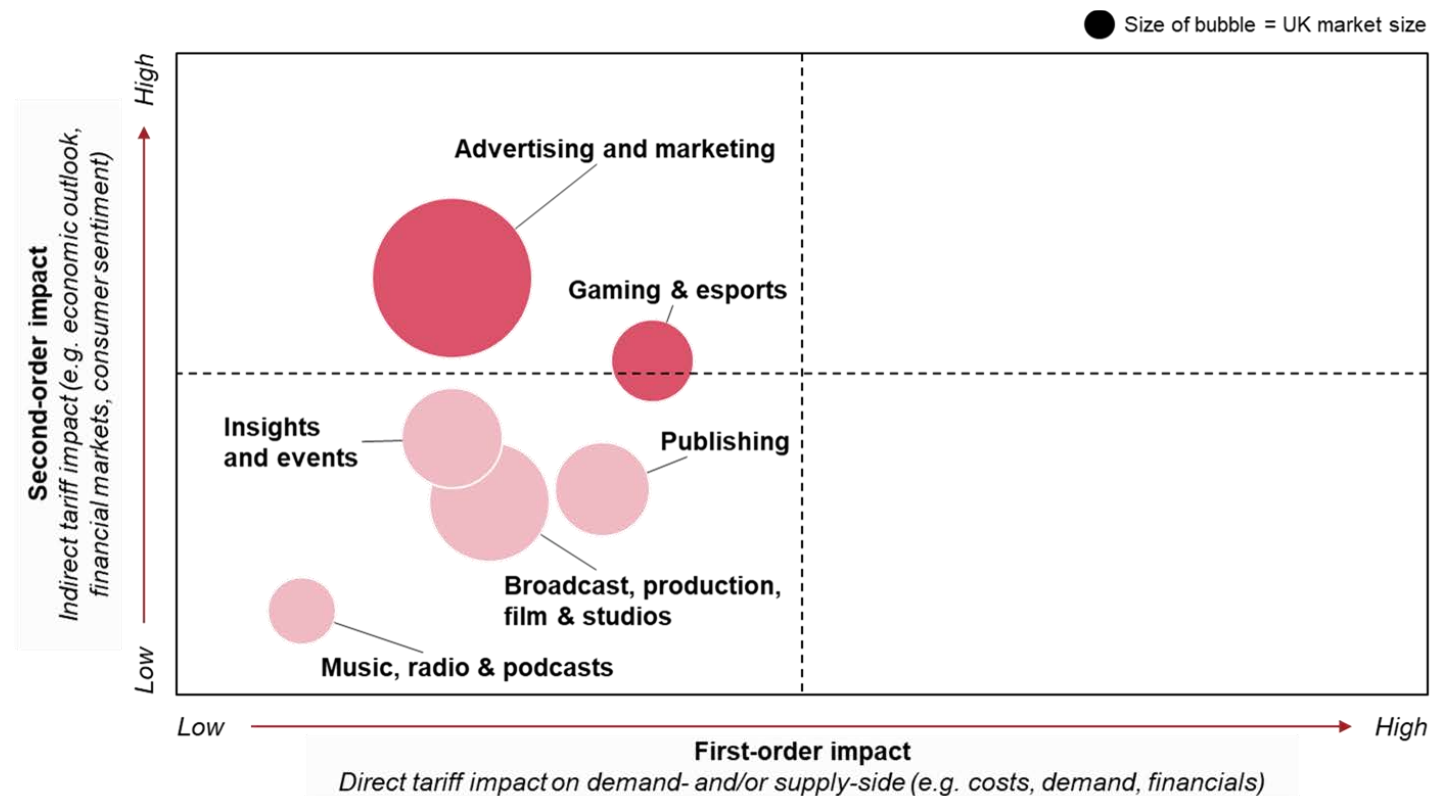 Size of bubble = UK market size
High
Second-order impact
Indirect tariff impact (e.g. economic outlook,
financial markets, consumer sentiment)
Low
Advertising and marketing
Gaming & esports
Insights
and events
Publishing
Broadcast, production,
film & studios
Music, radio & podcasts
Low
High
First-order impact
Direct tariff impact on demand- and/or supply-side (e.g. costs, demand, financials)